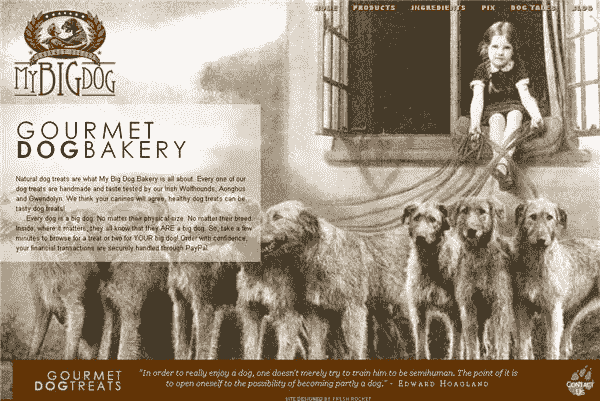 HOME PRODUCTS INGREDIENTS PIX DOG TALES BLOG
MYBIGDOG
GOURMET
DOGBAKERY
Natural dog treats are what My Big Dog Bakery is all about. Every one of our
dog treats are handmade and taste tested by our Irish Wolfhounds, Aonghus
and Gwendolyn. We think your canines will agree, healthy dog treats can be
tasty dog treats!
Every dog is a big dog. No matter their physical size. No matter their breed.
Inside, where it matters, they all know that they ARE a big dog. So, take a few
minutes to browse for a treat or two for YOUR big dog! Order with confidence,
your financial transactions are securely handled through PayPal.
GOURMET
DOGTREATS
"In order to really enjoy a dog, one doesn't merely try to train him to be semihuman. The point of it is
to open oneself to the possibility of becoming partly a dog." - EDWARD HOAGLAND
CONTACT
US
SITE DESIGNED BY FRESH ROCKET